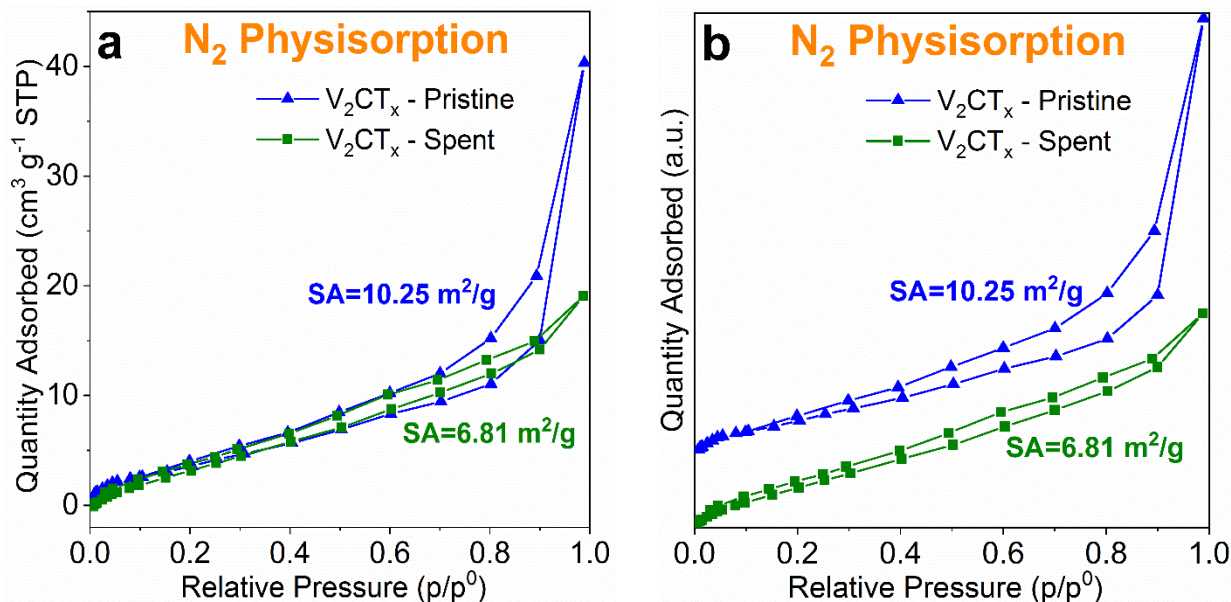 a N₂ Physisorption
V₂CTₓ - Pristine
V₂CTₓ - Spent
SA=10.25 m²/g
SA=6.81 m²/g
Quantity Adsorbed (cm³ g⁻¹ STP)
40
30
20
10
0
0.0 0.2 0.4 0.6 0.8 1.0
Relative Pressure (p/p⁰)
b N₂ Physisorption
V₂CTₓ - Pristine
V₂CTₓ - Spent
SA=10.25 m²/g
SA=6.81 m²/g
Quantity Adsorbed (a.u.)
0.0 0.2 0.4 0.6 0.8 1.0
Relative Pressure (p/p⁰)